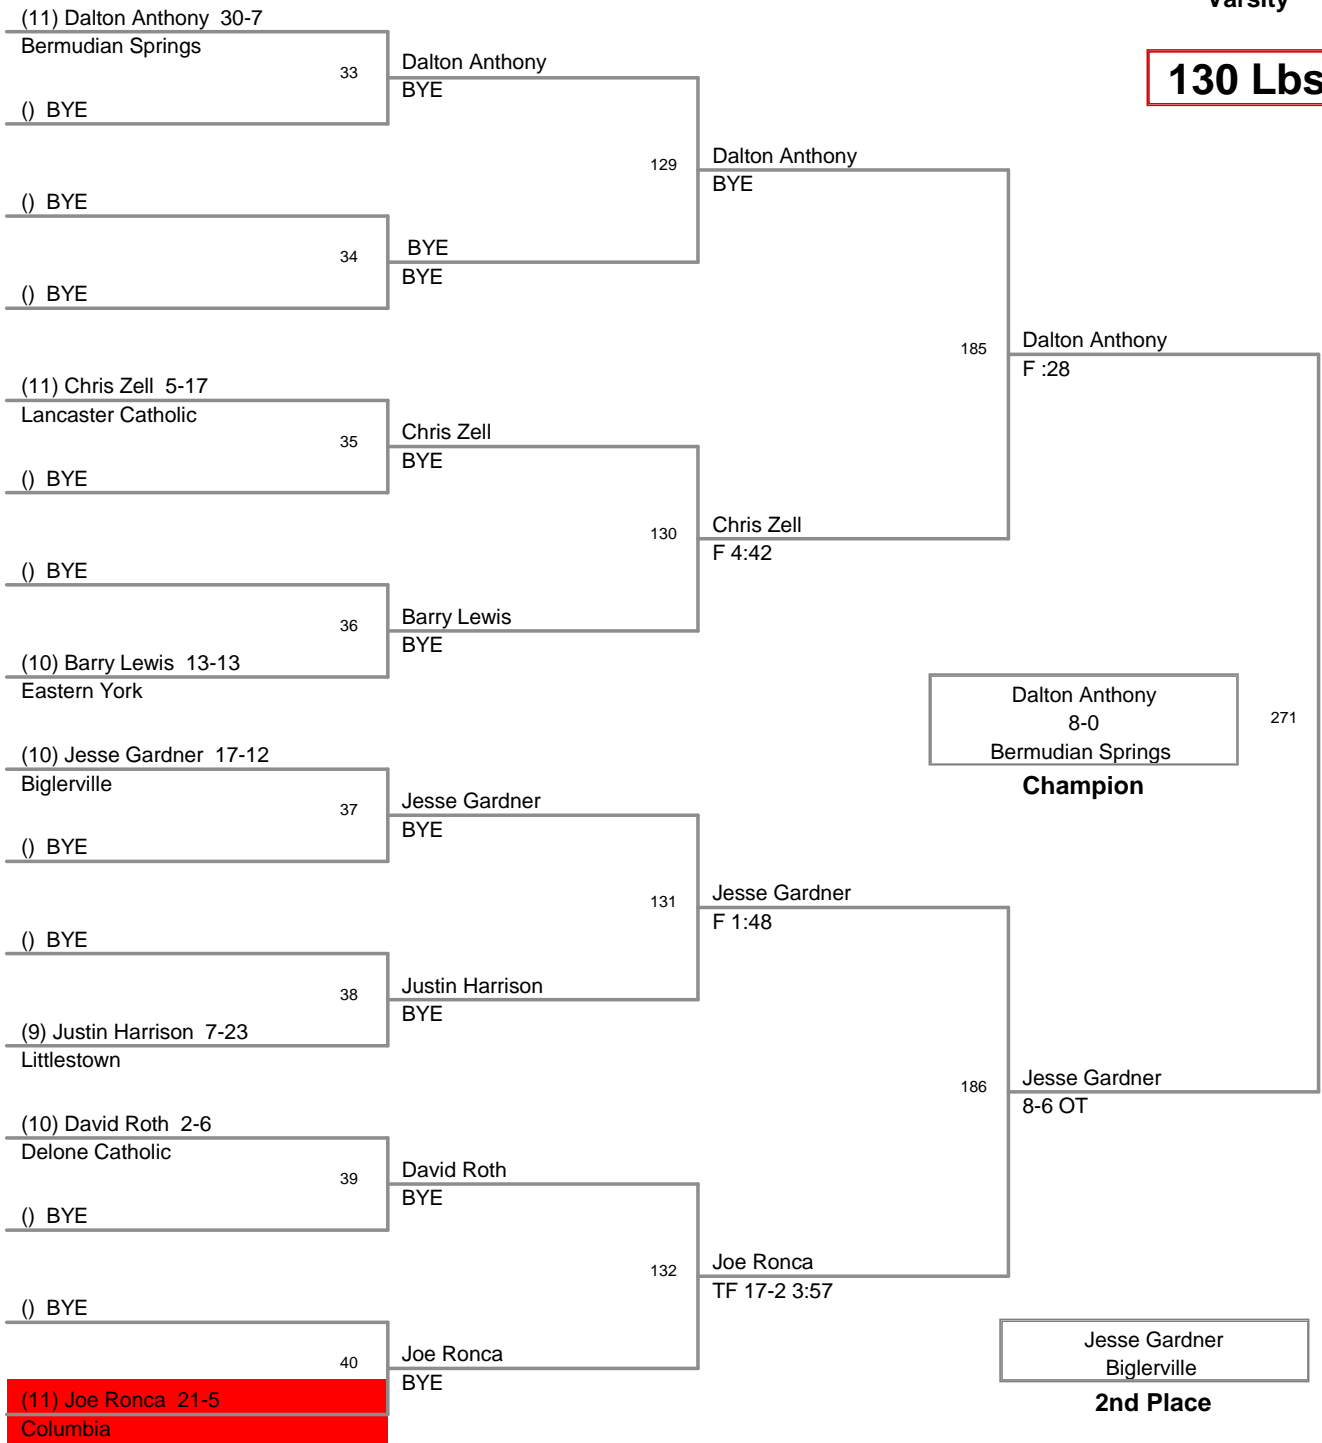 Varsity
130 Lbs
(11) Dalton Anthony 30-7
Bermudian Springs
33
() BYE
Dalton Anthony
BYE
() BYE
34
() BYE
BYE
BYE
129
Dalton Anthony
BYE
(11) Chris Zell 5-17
Lancaster Catholic
35
() BYE
Chris Zell
BYE
() BYE
36
(10) Barry Lewis 13-13
Eastern York
Barry Lewis
BYE
130
Chris Zell
F 4:42
185
Dalton Anthony
F :28
(10) Jesse Gardner 17-12
Biglerville
37
() BYE
Jesse Gardner
BYE
() BYE
38
(9) Justin Harrison 7-23
Littlestown
Justin Harrison
BYE
131
Jesse Gardner
F 1:48
(10) David Roth 2-6
Delone Catholic
39
() BYE
David Roth
BYE
() BYE
40
(11) Joe Ronca 21-5
Columbia
Joe Ronca
BYE
132
Joe Ronca
TF 17-2 3:57
186
Jesse Gardner
8-6 OT
271
Dalton Anthony
8-0
Bermudian Springs
Champion
Jesse Gardner
Biglerville
2nd Place